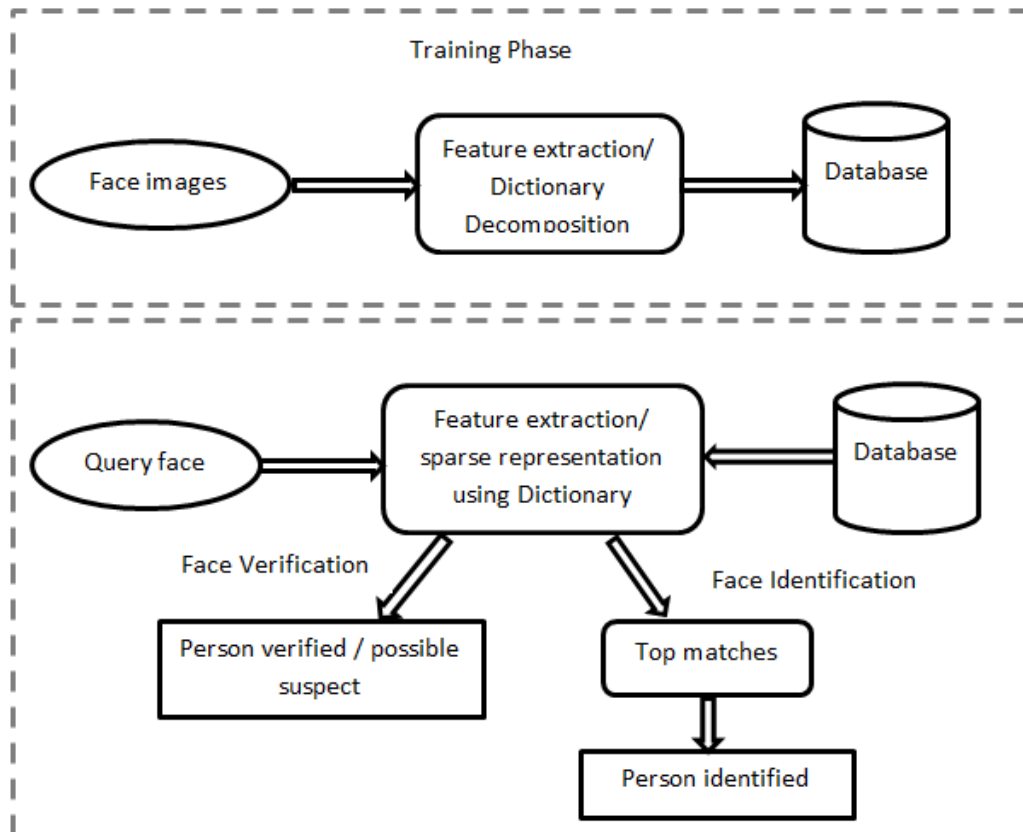 Training Phase
Face images
Feature extraction/
Dictionary
Decomposition
Database
Query face
Feature extraction/
sparse representation
using Dictionary
Database
Face Verification
Face Identification
Person verified / possible
suspect
Top matches
Person identified